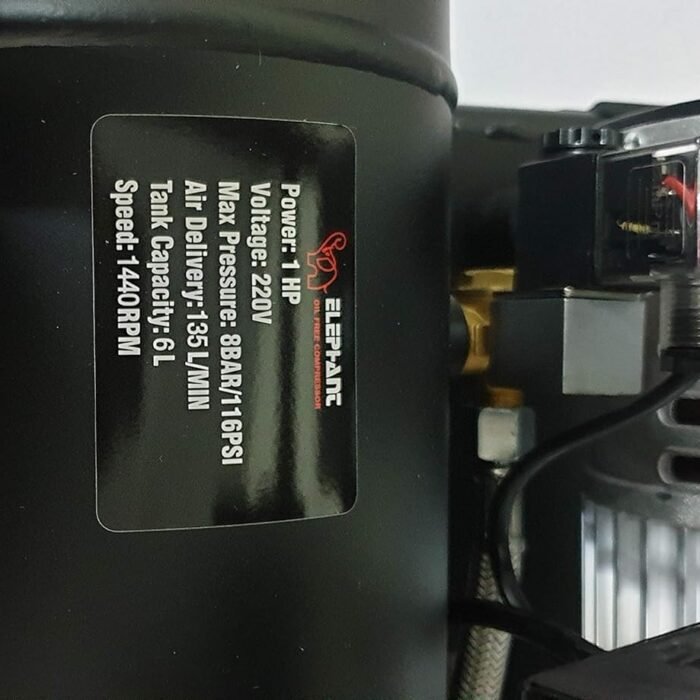 ELEPHANT
OIL FREE COMPRESSOR
Power: 1 HP
Voltage: 220V
Max Pressure: 8BAR/116PSI
Air Delivery:135 L/MIN
Tank Capacity: 6 L
Speed: 1440RPM